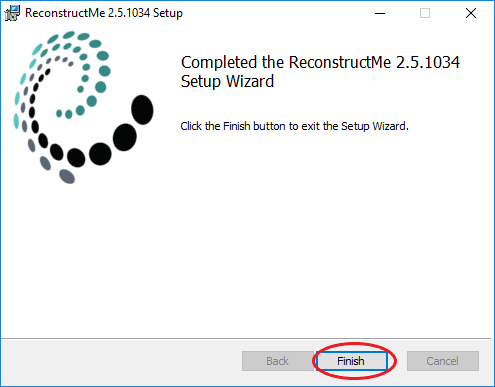 ReconstructMe 2.5.1034 Setup
Completed the ReconstructMe 2.5.1034
Setup Wizard
Click the Finish button to exit the Setup Wizard.
Back
Finish
Cancel